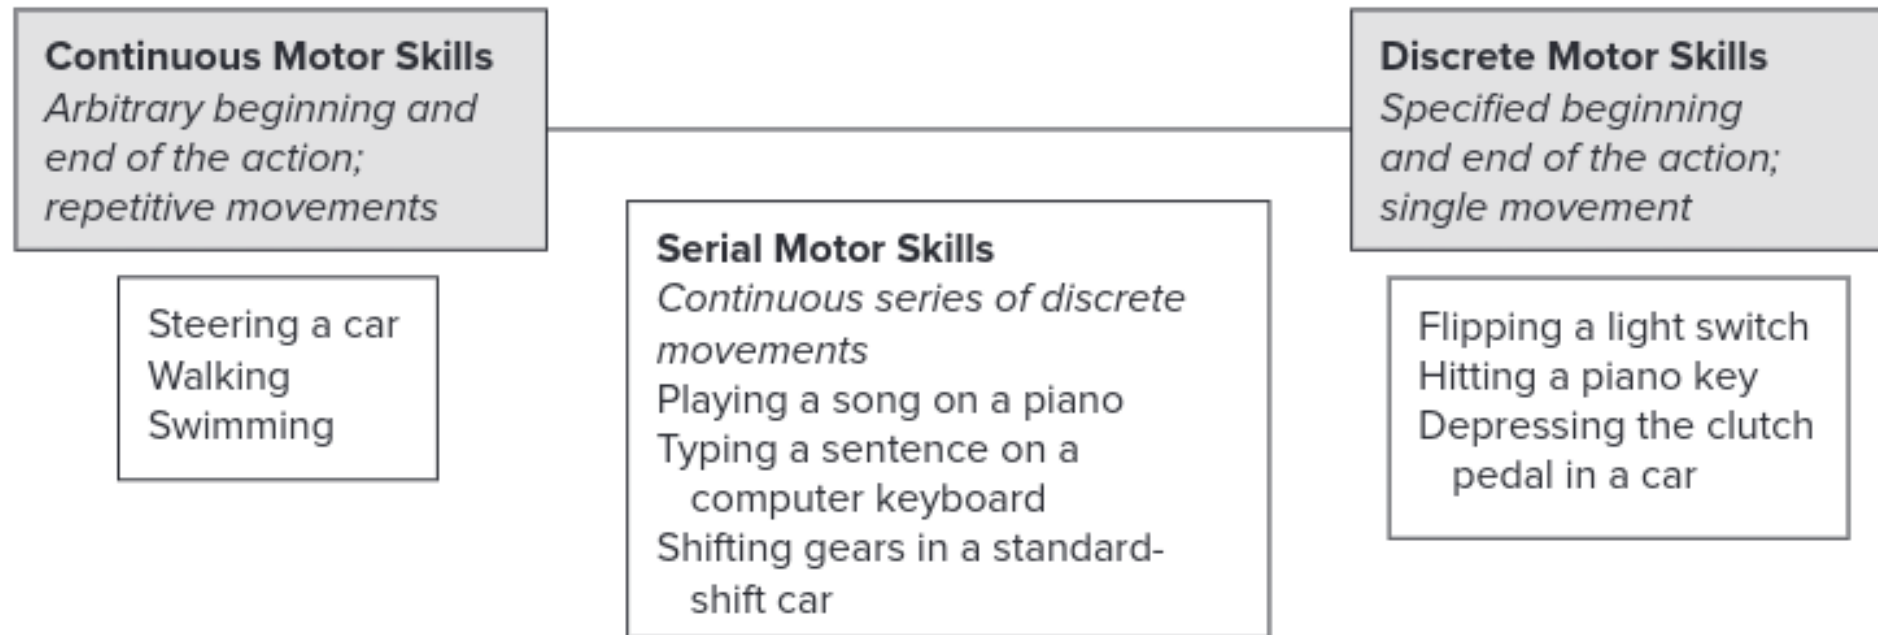 Continuous Motor Skills
Arbitrary beginning and
end of the action;
repetitive movements
Steering a car
Walking
Swimming
Serial Motor Skills
Continuous series of discrete
movements
Playing a song on a piano
Typing a sentence on a
computer keyboard
Shifting gears in a standard-
shift car
Discrete Motor Skills
Specified beginning
and end of the action;
single movement
Flipping a light switch
Hitting a piano key
Depressing the clutch
pedal in a car